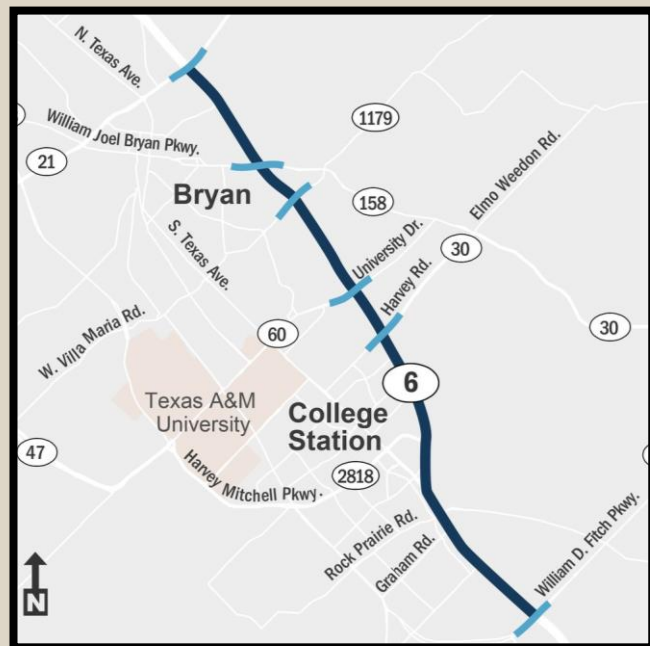 N. Texas Ave.
1179
William Joel Bryan Pkwy.
Elmo Weedon Rd.
21
Bryan
158
S. Texas Ave.
University Dr.
30
Harvey Rd.
W. Villa Maria Rd.
60
30
6
Texas A&M
University
College
Station
47
Harvey Mitchell Pkwy.
2818
Rock Prairie Rd.
Graham Rd.
William D. Fitch Pkwy.
N